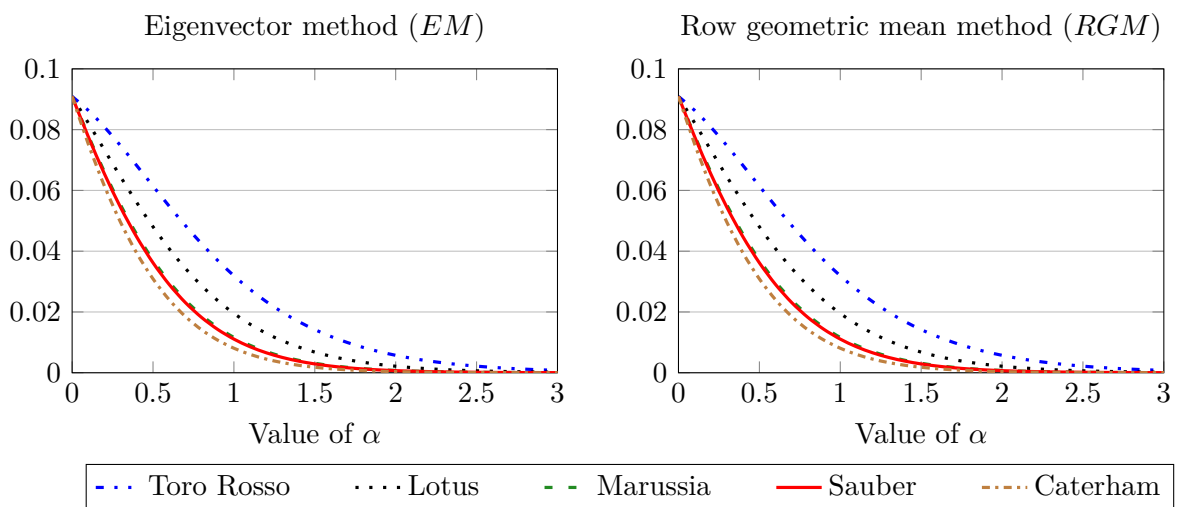 Eigenvector method (EM)
0.1
0.08
0.06
0.04
0.02
0
0 0.5 1 1.5 2 2.5 3
Value of α
Row geometric mean method (RGM)
0.1
0.08
0.06
0.04
0.02
0
0 0.5 1 1.5 2 2.5 3
Value of α
Toro Rosso Lotus Marussia Sauber Caterham